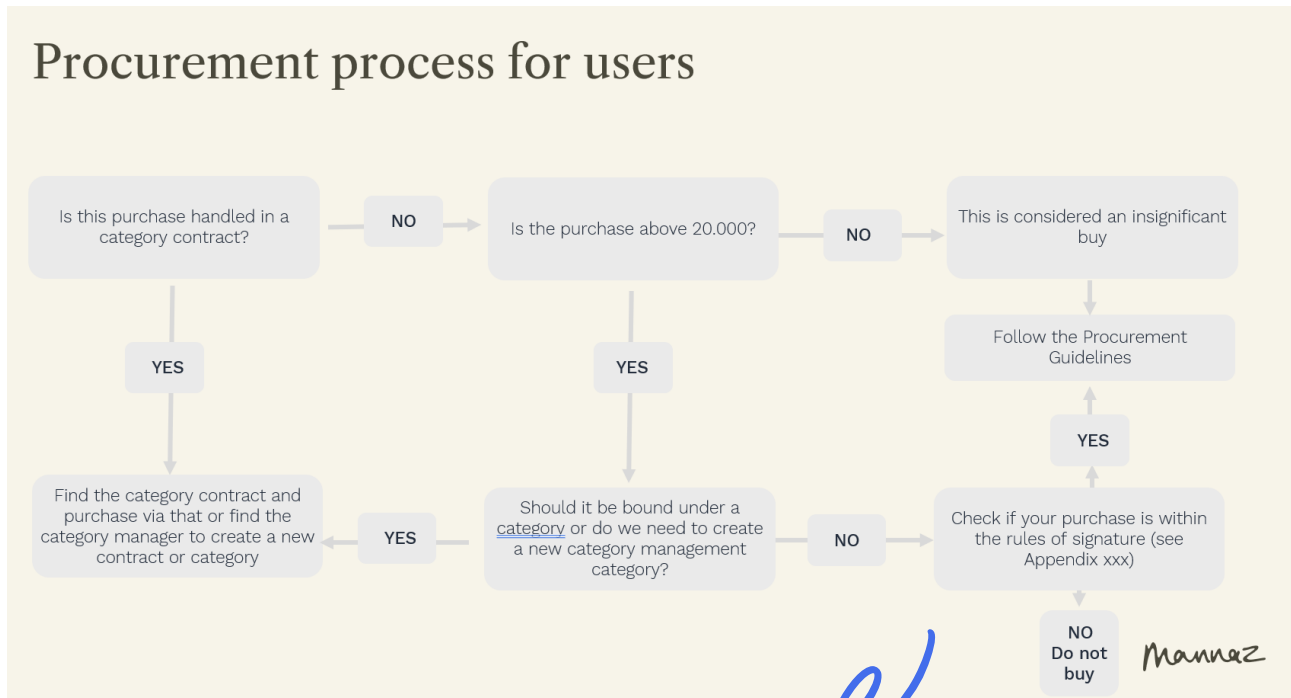 Procurement process for users
Is this purchase handled in a
category contract?
NO
Is the purchase above 20.000?
NO
This is considered an insignificant
buy
YES
YES
Follow the Procurement
Guidelines
YES
Find the category contract and
purchase via that or find the
category manager to create a new
contract or category
YES
Should it be bound under a
category or do we need to create
a new category management
category?
NO
Check if your purchase is within
the rules of signature (see
Appendix xxx)
NO
Do not
buy
mannaz